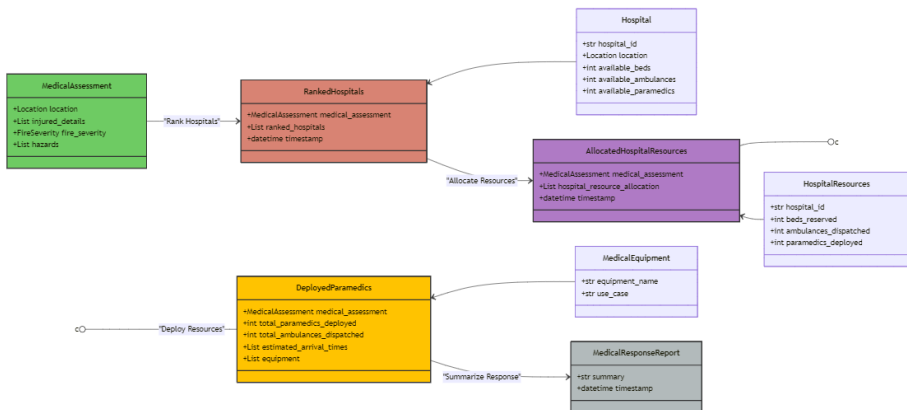 Hospital
+str hospital_id
+Location location
+int available_beds
+int available_ambulances
+int available_paramedics
MedicalAssessment
+Location location
+List injured_details
+FireSeverity fire_severity
+List hazards
"Rank Hospitals"
RankedHospitals
+MedicalAssessment medical_assessment
+List ranked_hospitals
+datetime timestamp
"Allocate Resources"
AllocatedHospitalResources
+MedicalAssessment medical_assessment
+List hospital_resource_allocation
+datetime timestamp
c
HospitalResources
+str hospital_id
+int beds_reserved
+int ambulances_dispatched
+int paramedics_deployed
MedicalEquipment
+str equipment_name
+str use_case
c
"Deploy Resources"
DeployedParamedics
+MedicalAssessment medical_assessment
+int total_paramedics_deployed
+int total_ambulances_dispatched
+List estimated_arrival_times
+List equipment
"Summarize Response"
MedicalResponseReport
+str summary
+datetime timestamp